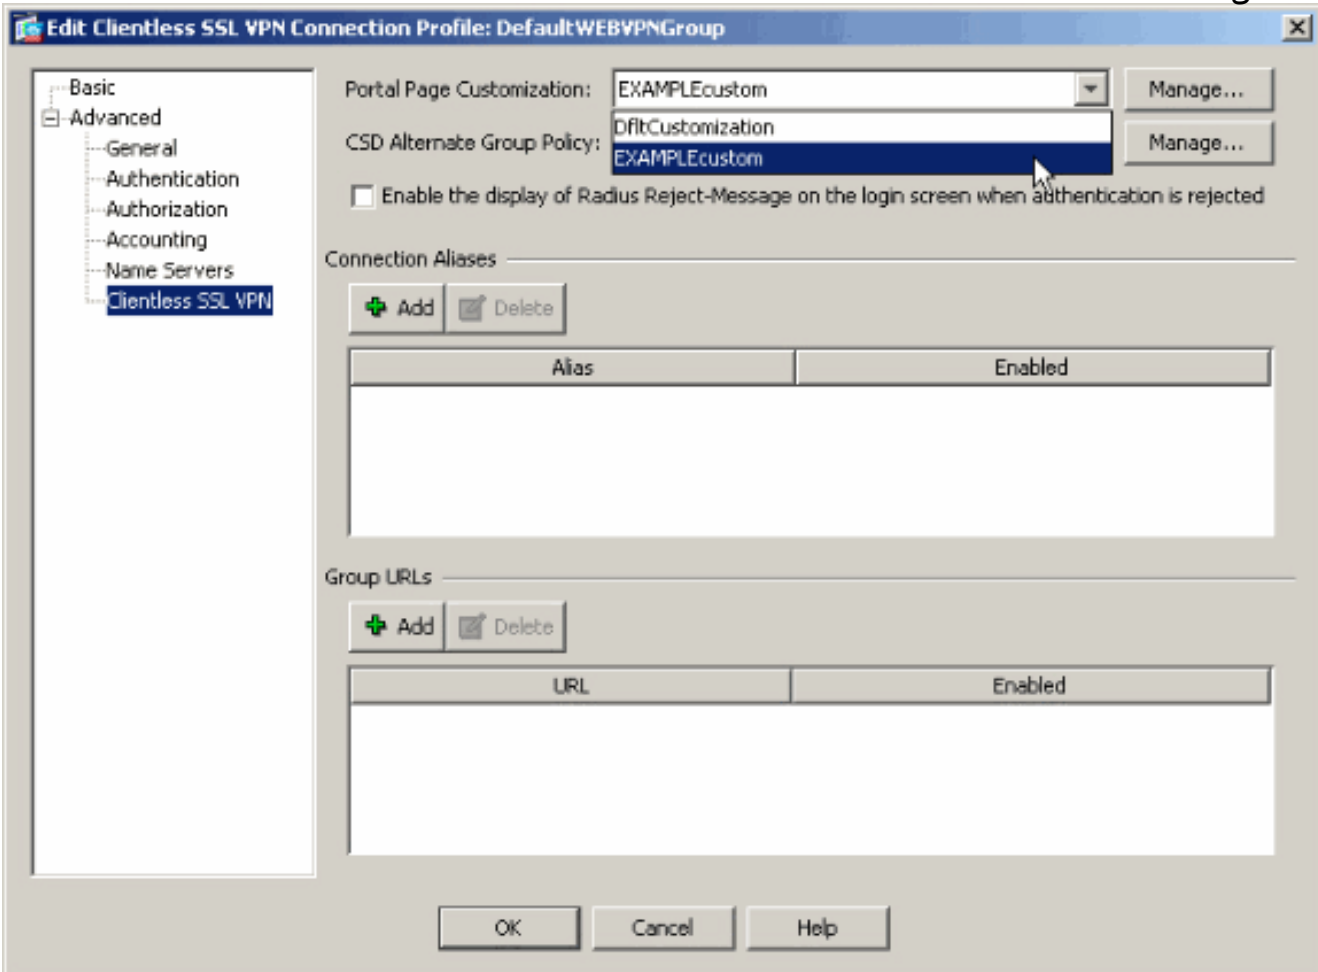 Edit Clientless SSL VPN Connection Profile: DefaultWEBVPNGroup
Basic
Advanced
General
Authentication
Authorization
Accounting
Name Servers
Clientless SSL VPN
Portal Page Customization: EXAMPLEcustom Manage...
DfltCustomization
CSD Alternate Group Policy: Manage...
EXAMPLEcustom
Enable the display of Radius Reject-Message on the login screen when authentication is rejected
Connection Aliases
Add Delete
Alias Enabled
Group URLs
Add Delete
URL Enabled
OK Cancel Help